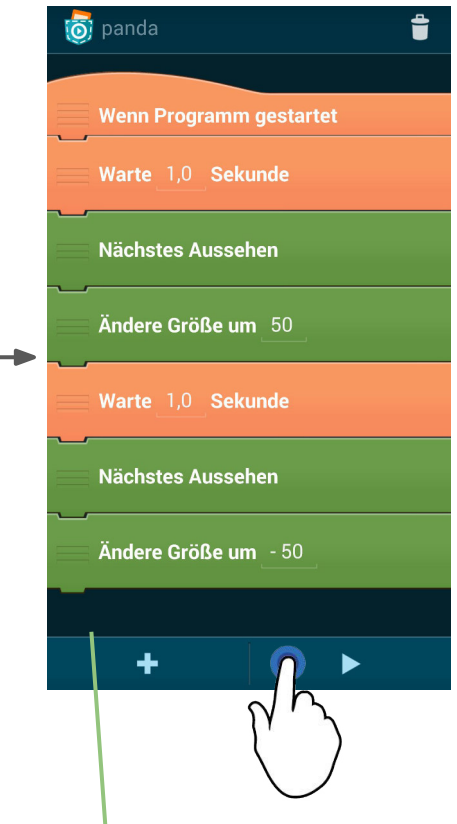 panda
Wenn Programm gestartet
Warte 1,0 Sekunde
Nächstes Aussehen
Ändere Größe um 50
Warte 1,0 Sekunde
Nächstes Aussehen
Ändere Größe um - 50